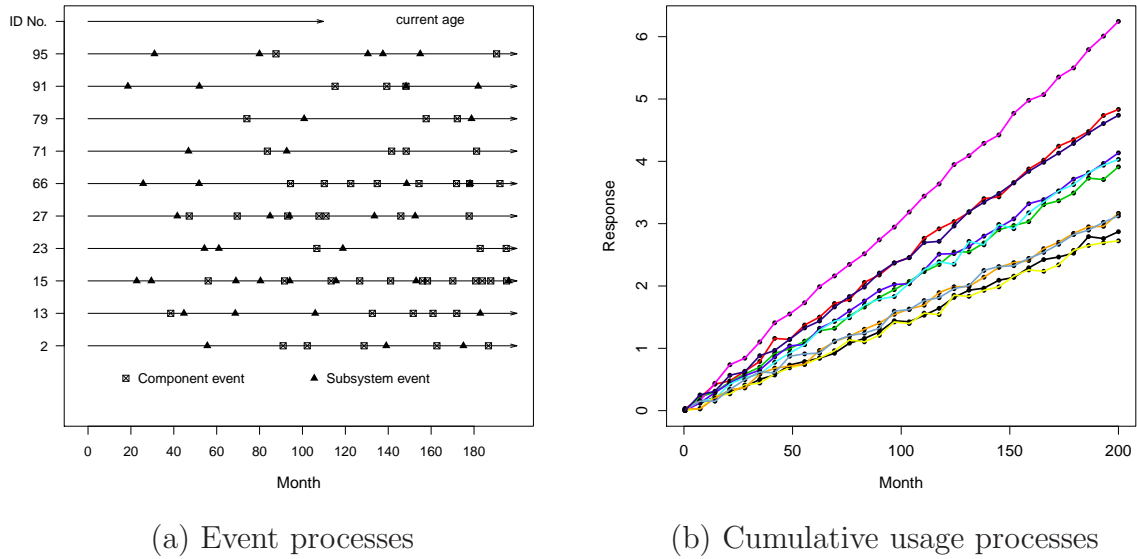 ID No.
current age
95
91
79
71
66
27
23
15
13
2
Component event
Subsystem event
0 20 40 60 80 100 120 140 160 180
Month
(a) Event processes
6
5
4
3
2
1
0
Response
0 50 100 150 200
Month
(b) Cumulative usage processes